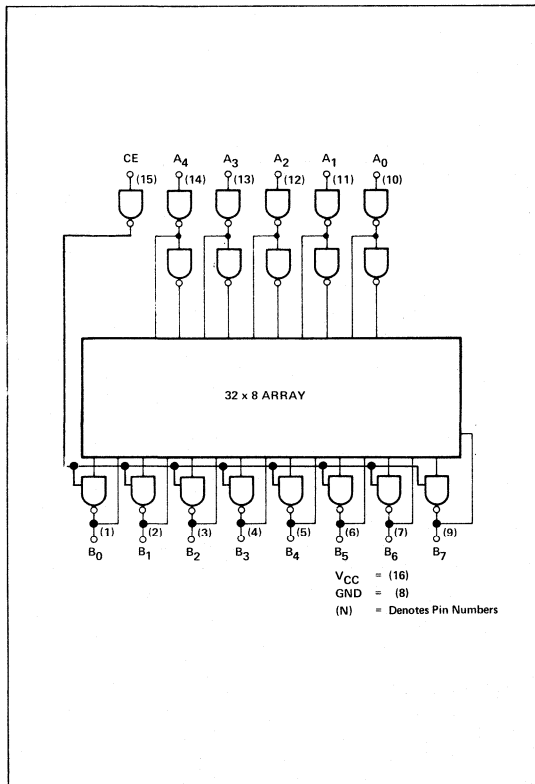 CE A4 A3 A2 A1 A0
(15) (14) (13) (12) (11) (10)
32 x 8 ARRAY
(1) (2) (3) (4) (5) (6) (7) (9)
B0 B1 B2 B3 B4 B5 B6 B7
VCC = (16)
GND = (8)
(N) = Denotes Pin Numbers